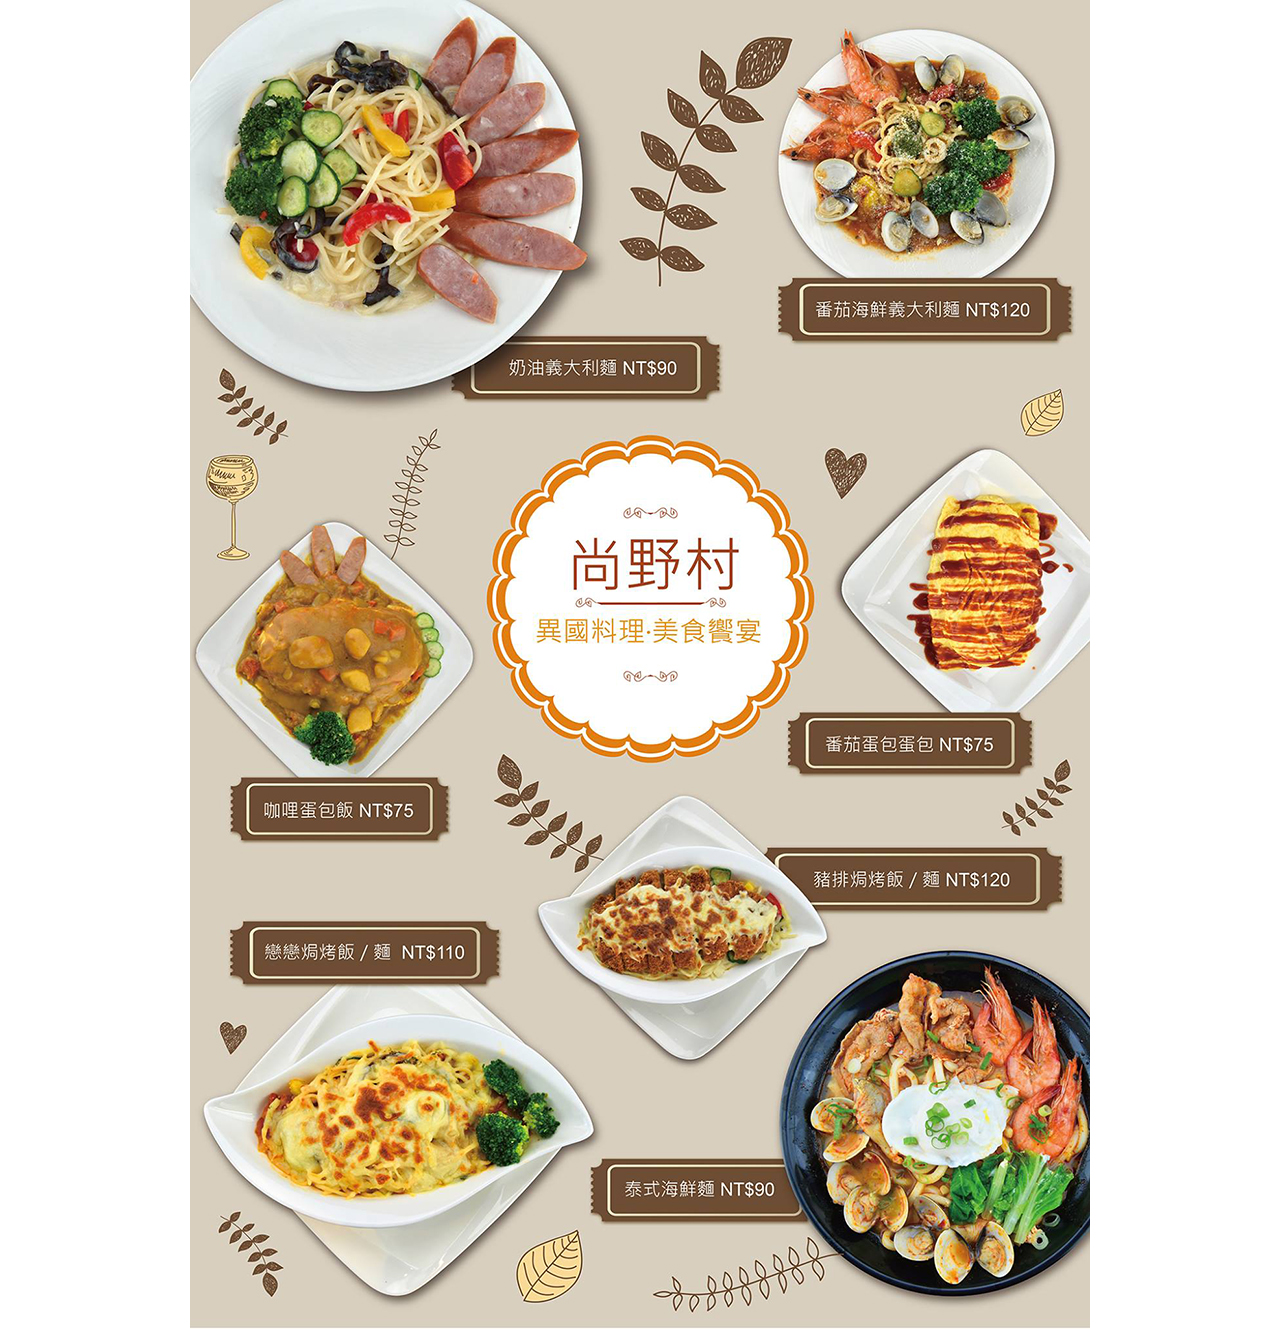 番茄海鮮義大利麵 NT$120
奶油義大利麵 NT$90
尚野村
異國料理·美食饗宴
番茄蛋包蛋包 NT$75
咖哩蛋包飯 NT$75
豬排焗烤飯 / 麵 NT$120
戀戀焗烤飯 / 麵 NT$110
泰式海鮮麵 NT$90